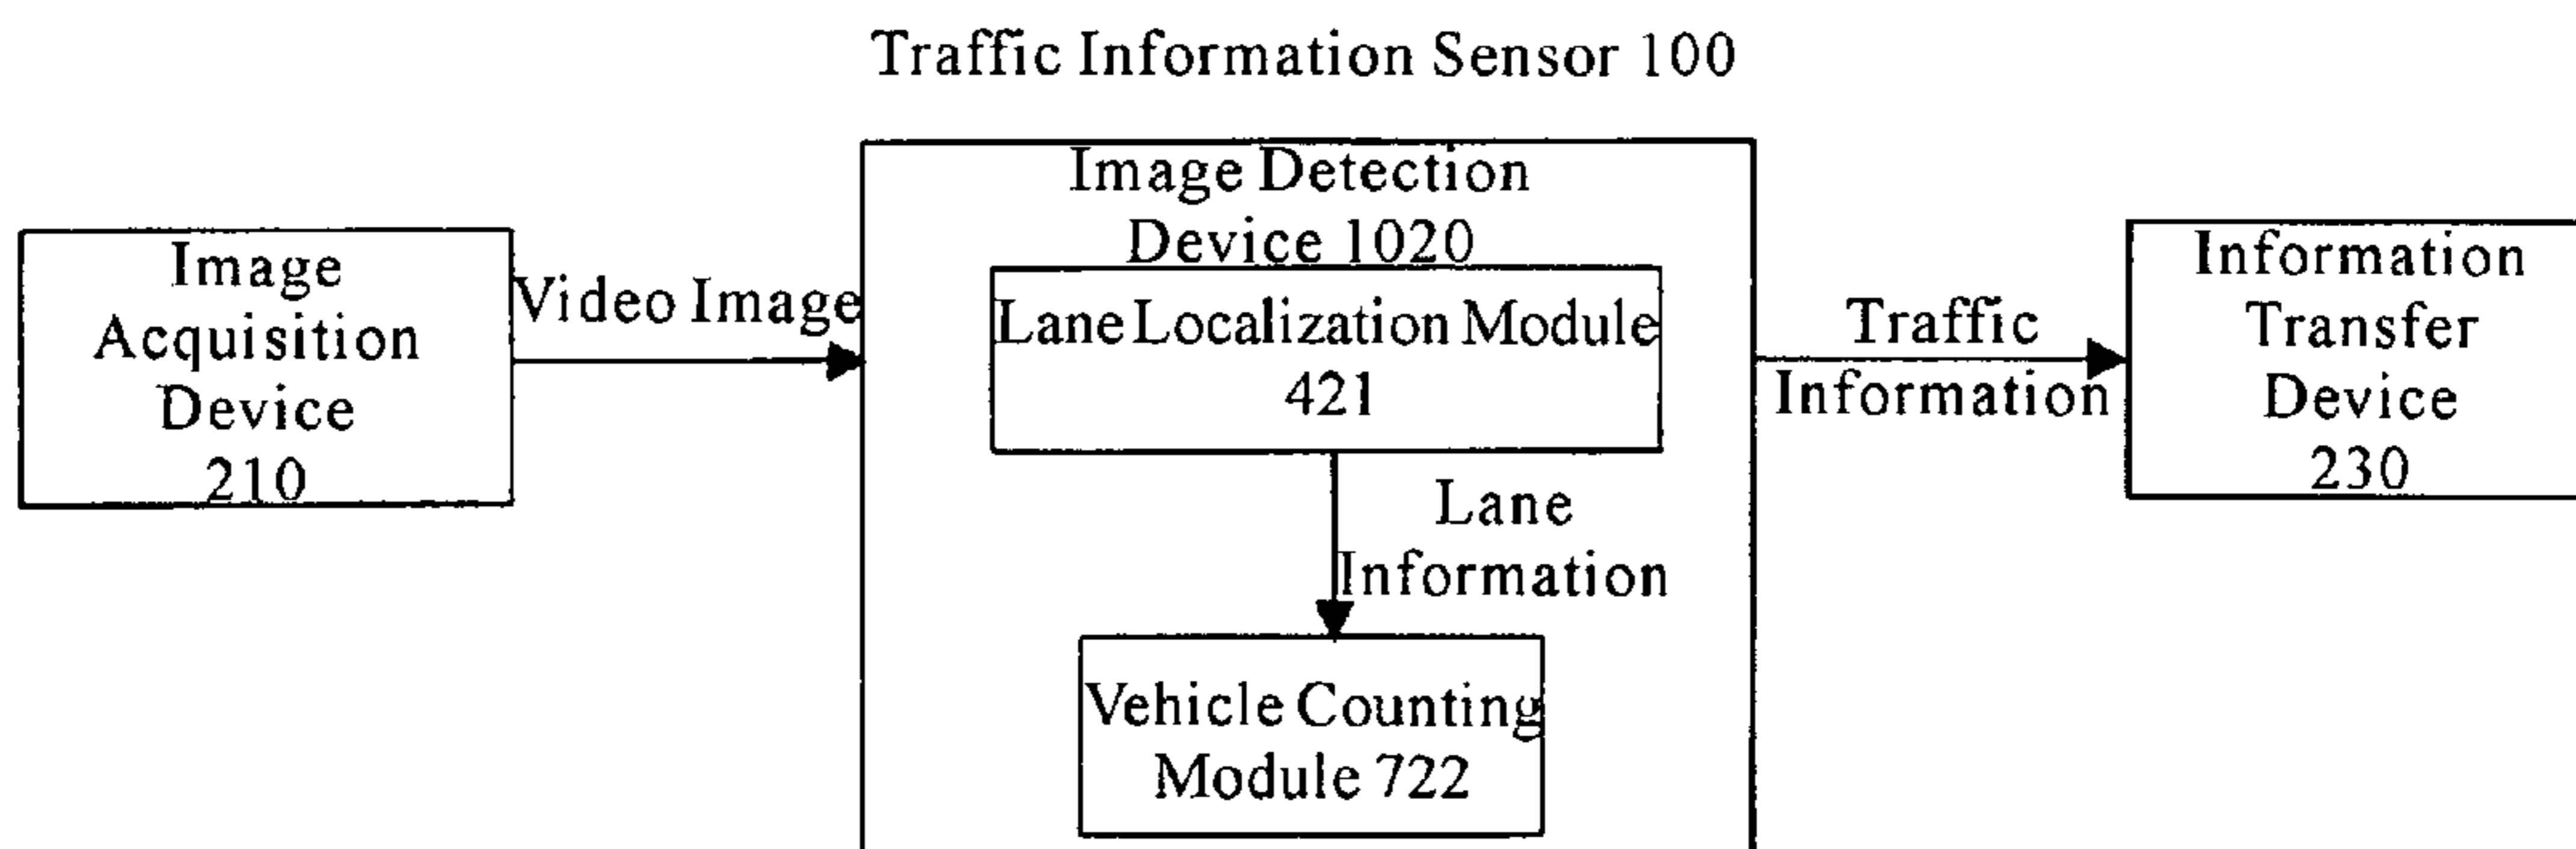 Traffic Information Sensor 100
Image
Acquisition
Device
210
Video Image
Image Detection
Device 1020
Lane Localization Module
421
Lane
Information
Vehicle Counting
Module 722
Traffic
Information
Information
Transfer
Device
230